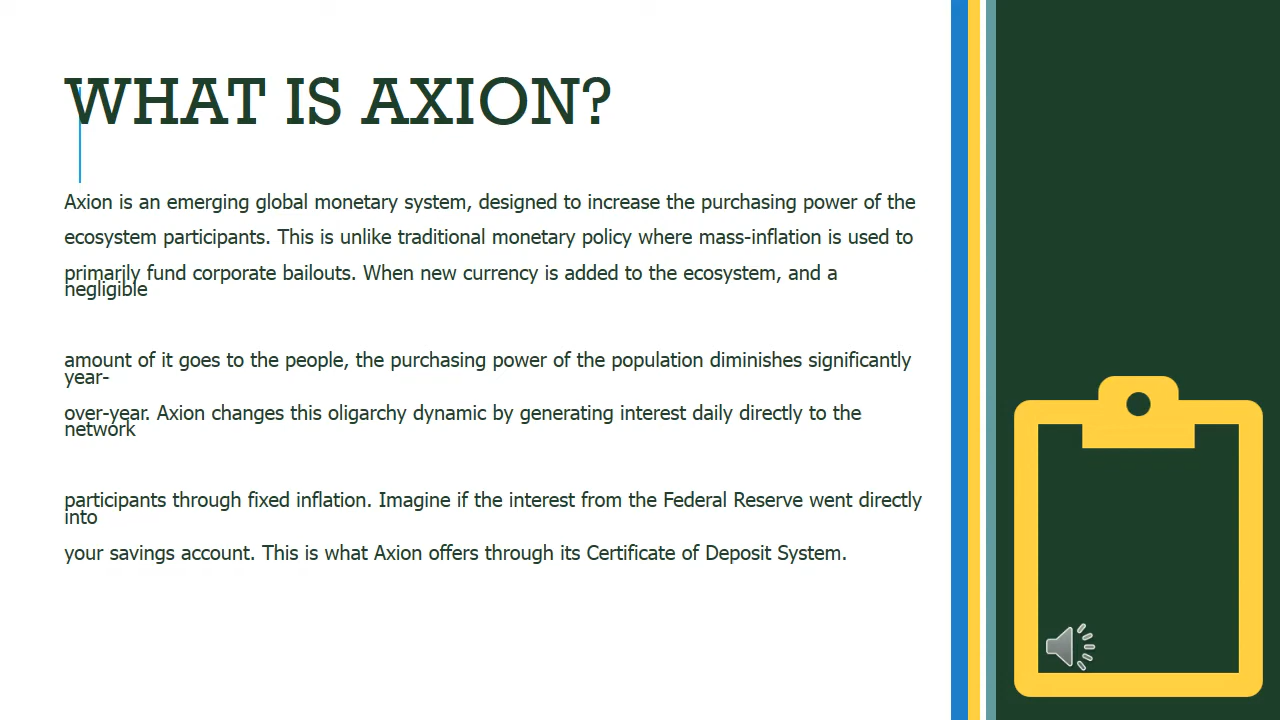 WHAT IS AXION?
Axion is an emerging global monetary system, designed to increase the purchasing power of the
ecosystem participants. This is unlike traditional monetary policy where mass-inflation is used to
primarily fund corporate bailouts. When new currency is added to the ecosystem, and a
negligible
amount of it goes to the people, the purchasing power of the population diminishes significantly
year-
over-year. Axion changes this oligarchy dynamic by generating interest daily directly to the
network
participants through fixed inflation. Imagine if the interest from the Federal Reserve went directly
into
your savings account. This is what Axion offers through its Certificate of Deposit System.